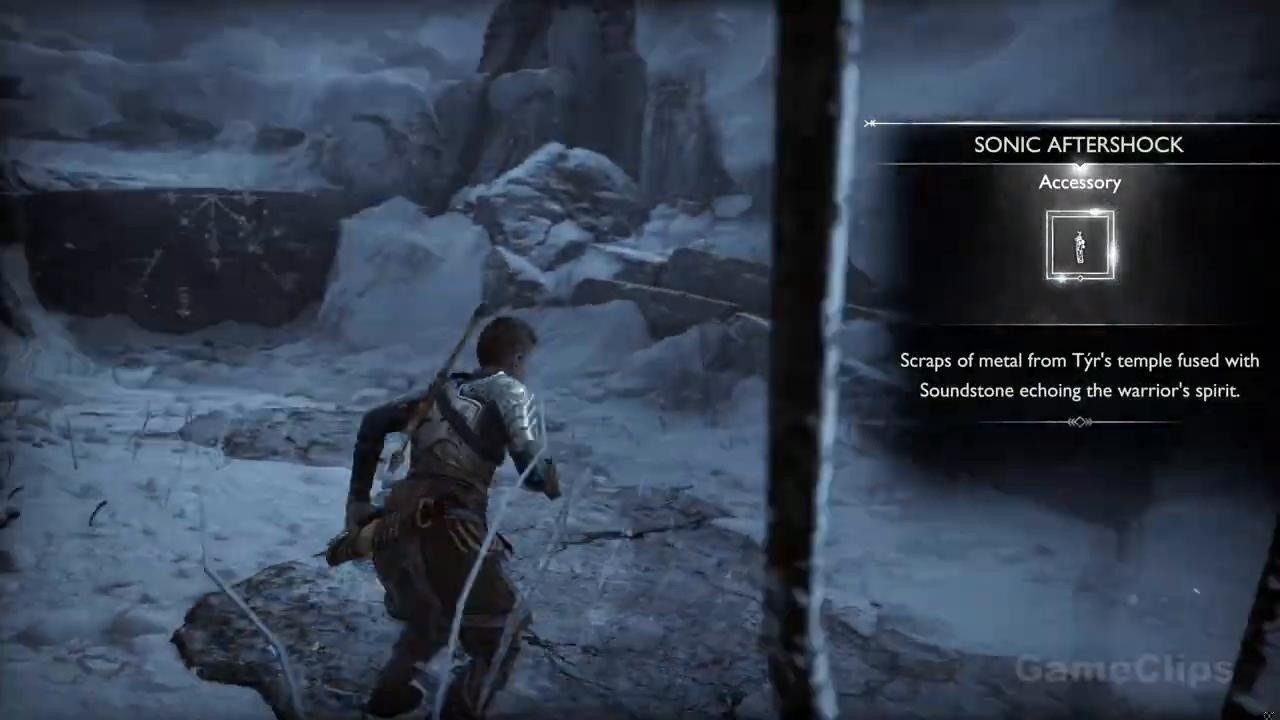 SONIC AFTERSHOCK
Accessory
Scraps of metal from Týr's temple fused with
Soundstone echoing the warrior's spirit.
GameClips